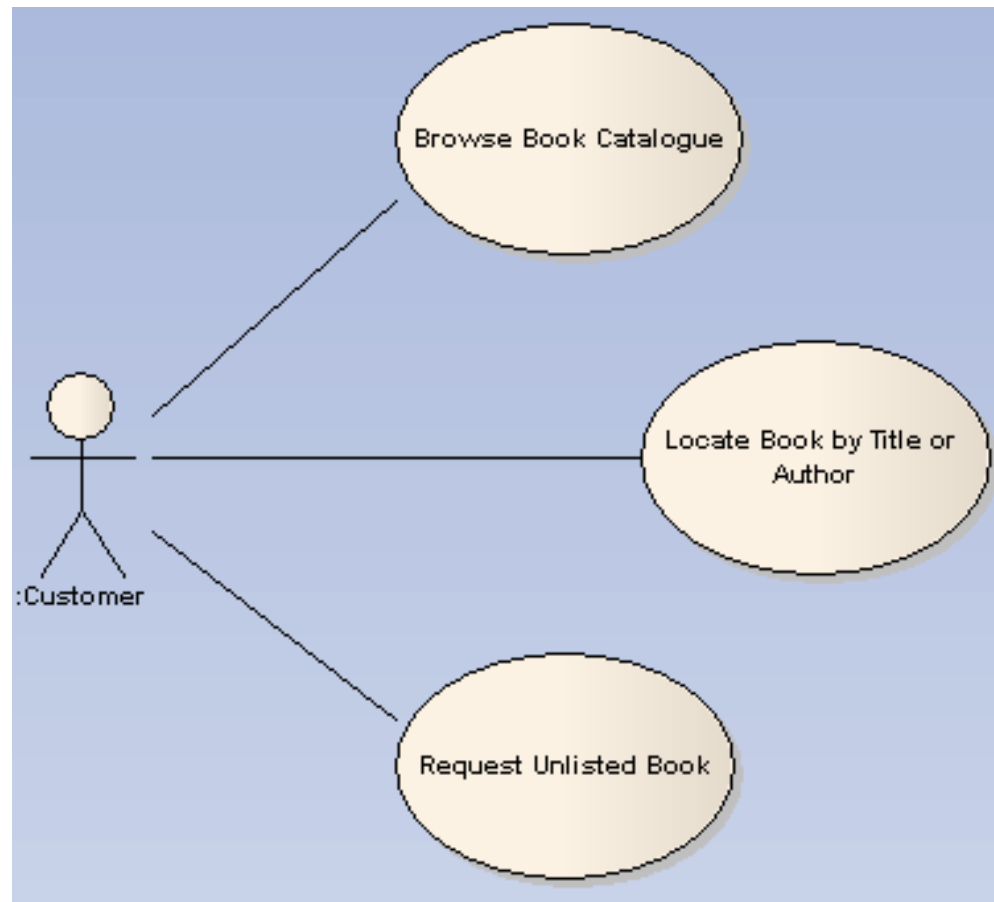 Browse Book Catalogue
Locate Book by Title or
Author
:Customer
Request Unlisted Book